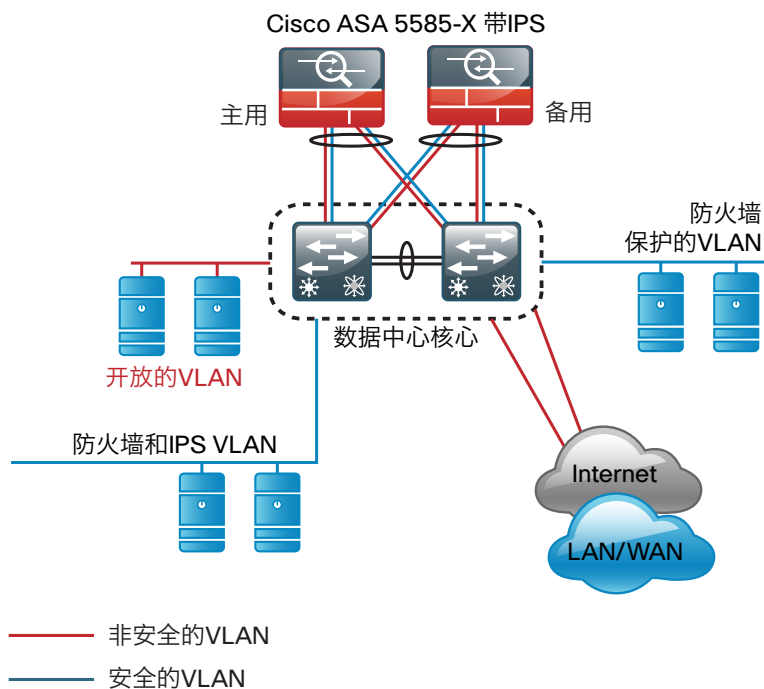 Cisco ASA 5585-X 带IPS
主用
备用
防火墙
保护的VLAN
数据中心核心
开放的VLAN
防火墙和IPS VLAN
Internet
LAN/WAN
非安全的VLAN
安全的VLAN